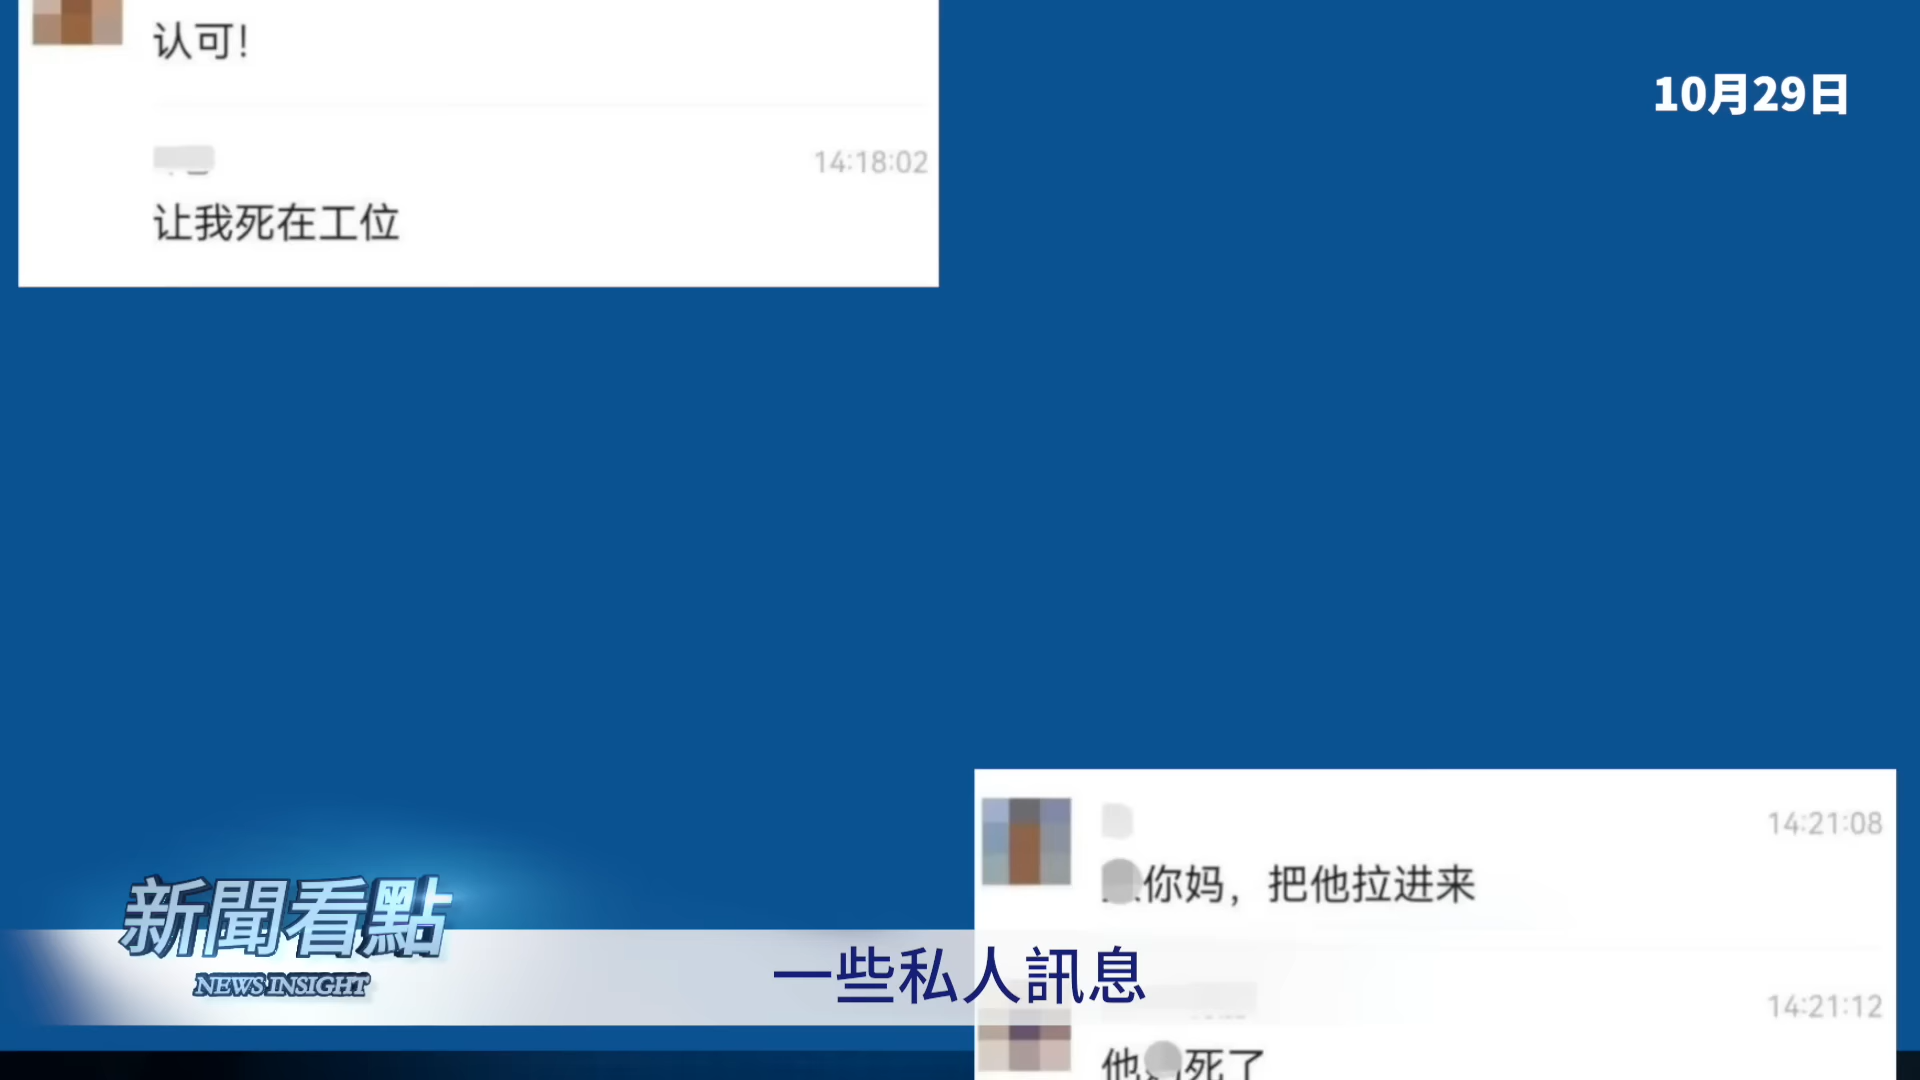 认可!
10月29日
14:18:02
让我死在工位
14:21:08
你妈，把他拉进来
新聞看點
NEWS INSIGHT
一些私人訊息
14:21:12
他 死了